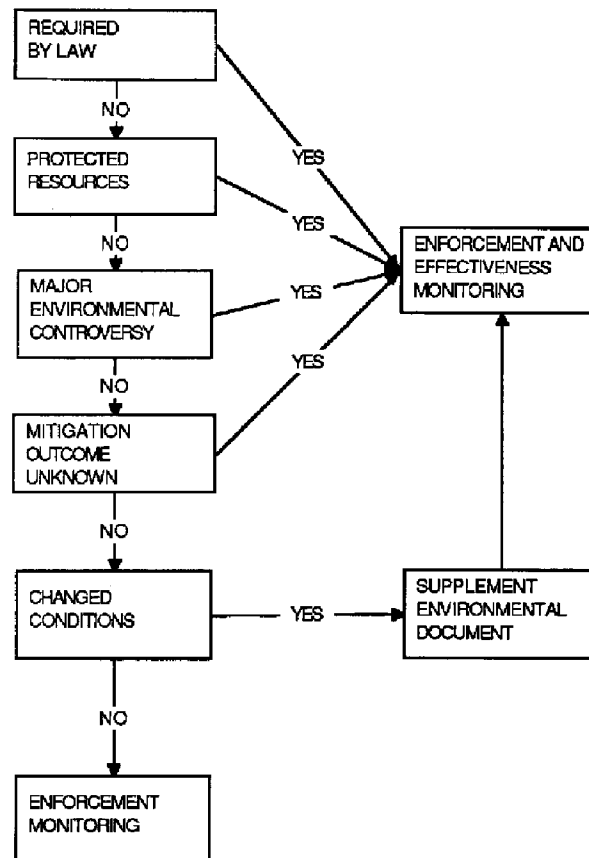 REQUIRED
BY LAW
NO
YES
PROTECTED
RESOURCES
YES
NO
ENFORCEMENT AND
EFFECTIVENESS
MONITORING
MAJOR
ENVIRONMENTAL
CONTROVERSY
YES
NO
YES
MITIGATION
OUTCOME
UNKNOWN
NO
CHANGED
CONDITIONS
YES
SUPPLEMENT
ENVIRONMENTAL
DOCUMENT
NO
ENFORCEMENT
MONITORING